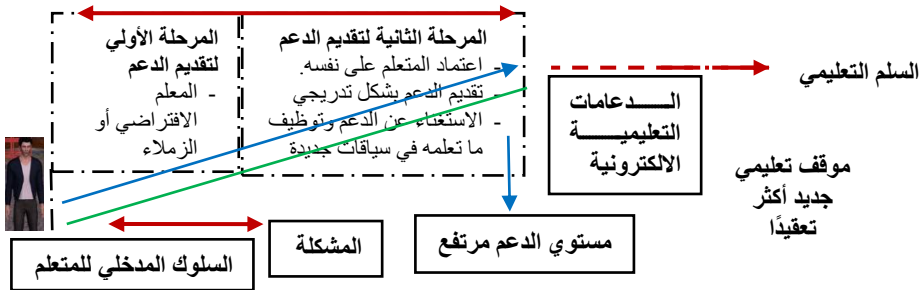 المرحلة الأولي
لتقديم الدعم
- المعلم
الافتراضي أو
الزملاء
المرحلة الثانية لتقديم الدعم
- اعتماد المتعلم على نفسه.
- تقديم الدعم بشكل تدريجي
- الاستغناء عن الدعم وتوظيف
ما تعلمه في سياقات جديدة
السلم التعليمي
الـــــدعامات
التعليميــــــة
الالكترونية
موقف تعليمي
جديد أكثر
تعقيدًا
المشكلة
مستوي الدعم مرتفع
السلوك المدخلي للمتعلم